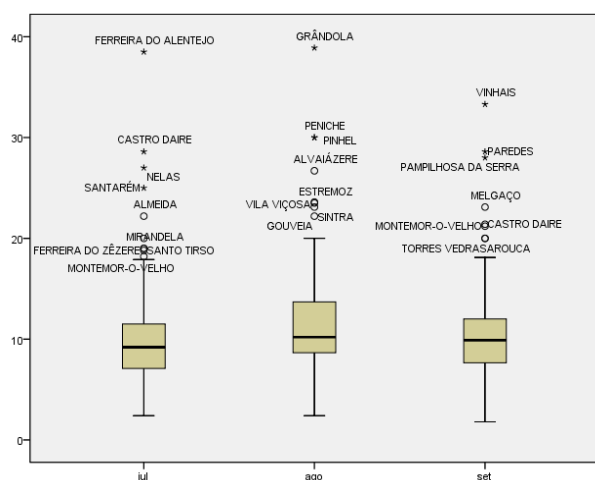 40
30
20
10
0
FERREIRA DO ALENTEJO
CASTRO DAIRE
NELAS
SANTARÉM
ALMEIDA
MIRANDELA
FERREIRA DO ZÊZERE SANTO TIRSO
MONTEMOR-O-VELHO
GRÂNDOLA
PENICHE
PINHEL
ALVAIÁZERE
ESTREMOZ
VILA VIÇOSA
SINTRA
GOUVEIA
VINHAIS
PAREDES
PAMPILHOSA DA SERRA
MELGAÇO
MONTEMOR-O-VELHO CASTRO DAIRE
TORRES VEDRAS AROUCA
jul
ago
set